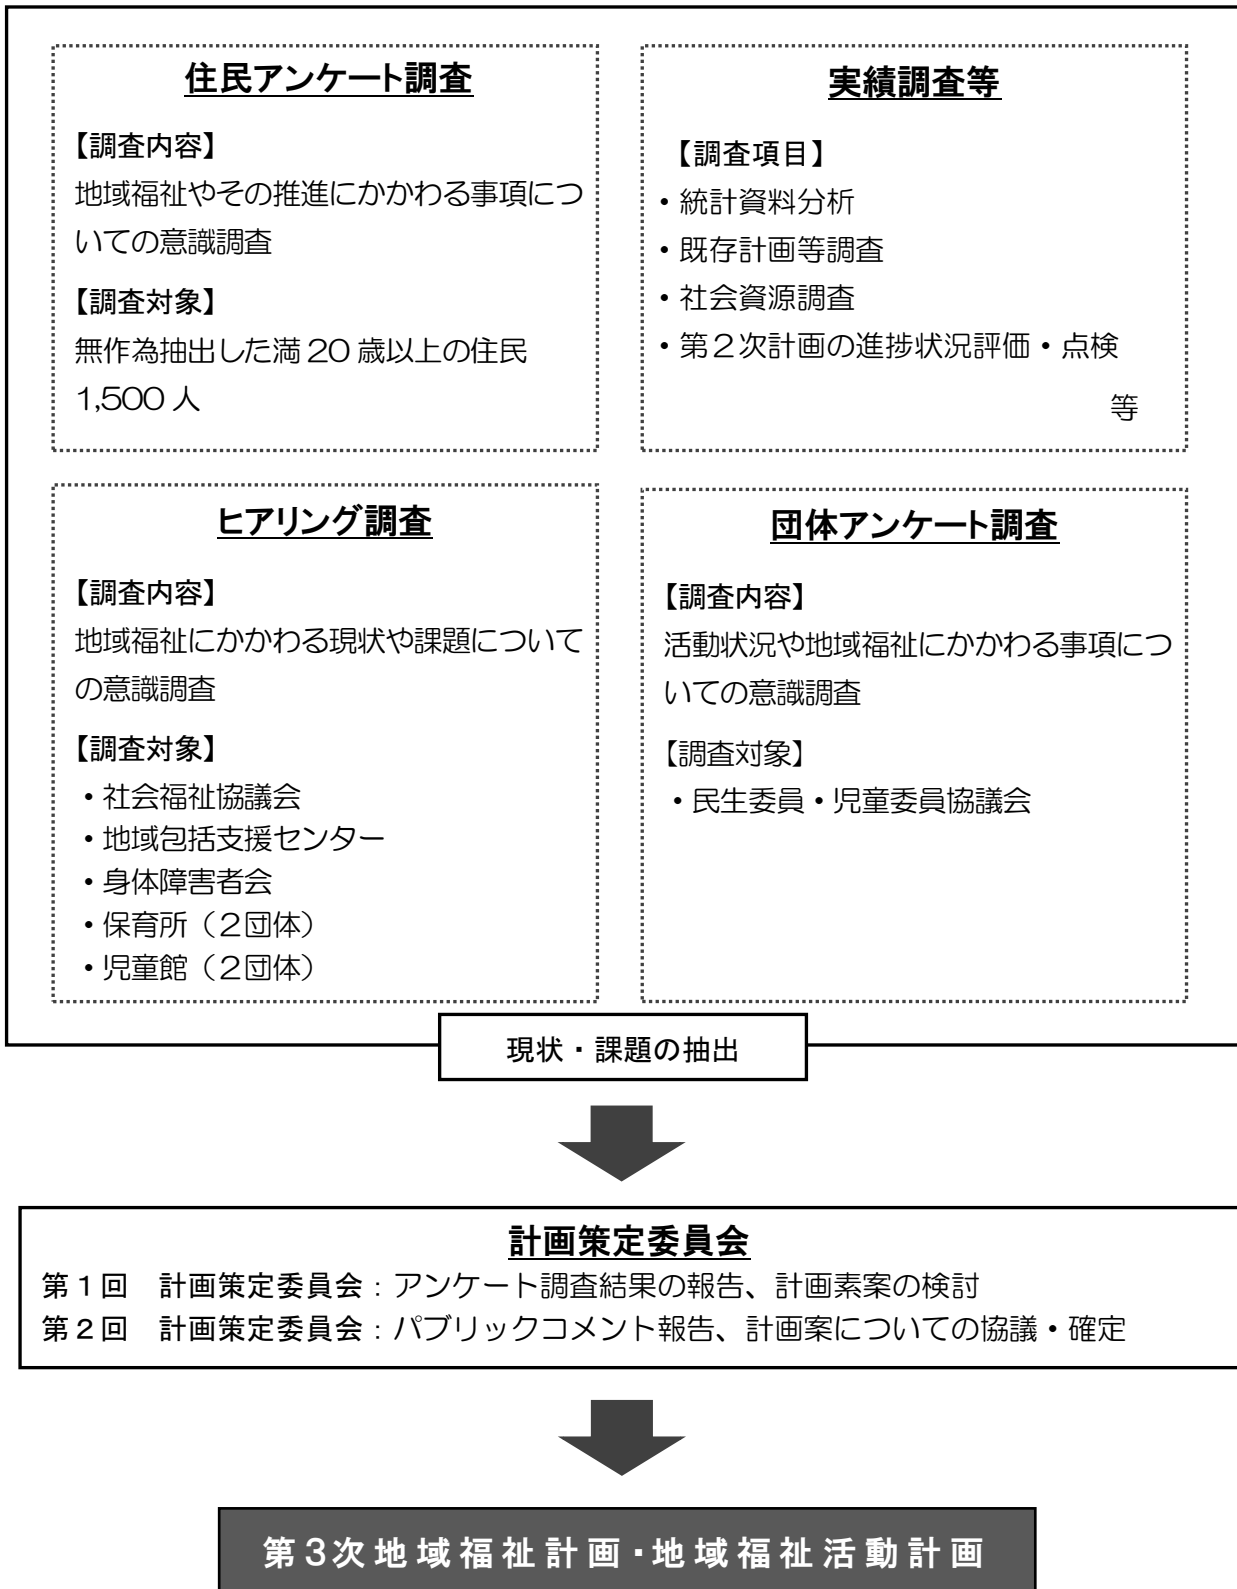 住民アンケート調査
【調査内容】
地域福祉やその推進にかかわる事項につ
いての意識調査
【調査対象】
無作為抽出した満20歳以上の住民
1,500人
実績調査等
【調査項目】
・統計資料分析
・既存計画等調査
・社会資源調査
・第2次計画の進捗状況評価・点検
等
ヒアリング調査
【調査内容】
地域福祉にかかわる現状や課題について
の意識調査
【調査対象】
・社会福祉協議会
・地域包括支援センター
・身体障害者会
・保育所（2団体）
・児童館（2団体）
団体アンケート調査
【調査内容】
活動状況や地域福祉にかかわる事項につ
いての意識調査
【調査対象】
・民生委員・児童委員協議会
現状・課題の抽出
計画策定委員会
第1回　計画策定委員会：アンケート調査結果の報告、計画素案の検討
第2回　計画策定委員会：パブリックコメント報告、計画案についての協議・確定
第3次地域福祉計画・地域福祉活動計画